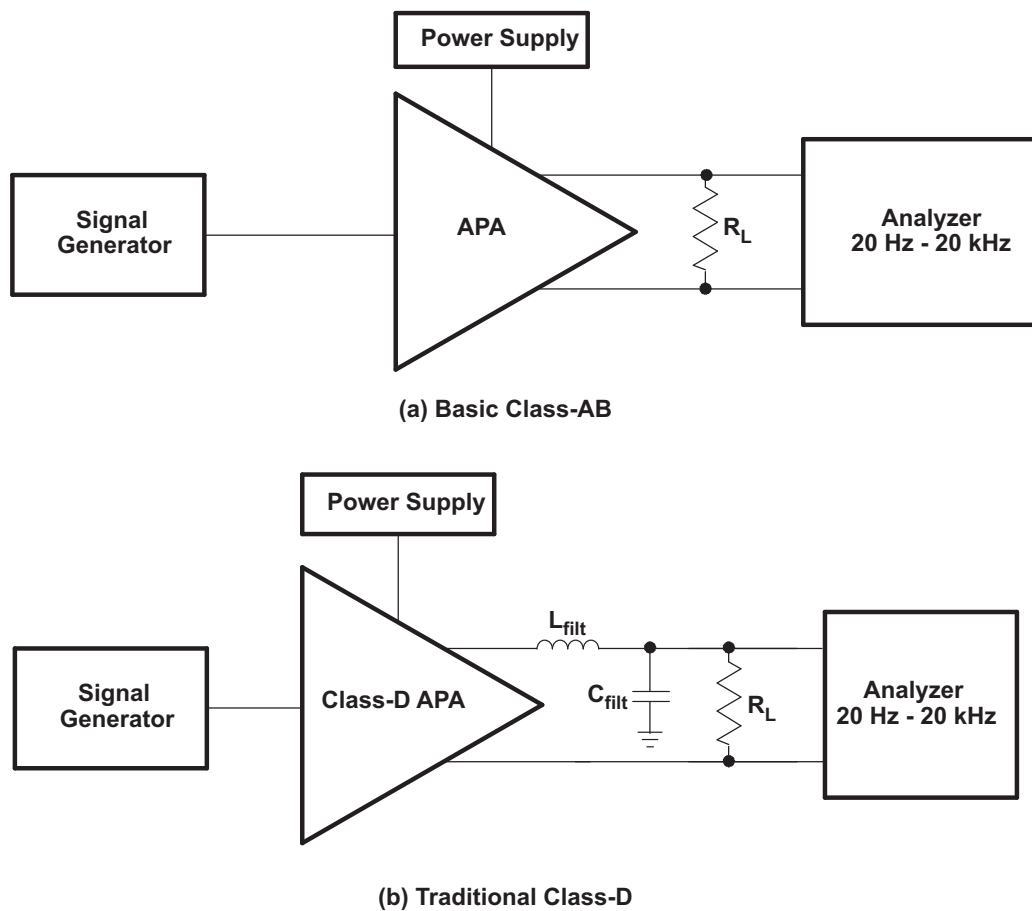 Power Supply
Signal
Generator
APA
R_L
Analyzer
20 Hz - 20 kHz
(a) Basic Class-AB
Power Supply
Signal
Generator
Class-D APA
L_filt
C_filt
R_L
Analyzer
20 Hz - 20 kHz
(b) Traditional Class-D